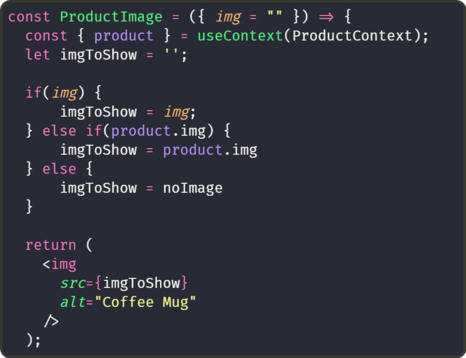 const ProductImage = ({ img = "" }) => {
  const { product } = useContext(ProductContext);
  let imgToShow = '';

  if(img) {
      imgToShow = img;
  } else if(product.img) {
      imgToShow = product.img
  } else {
      imgToShow = noImage
  }

  return (
    <img
      src={imgToShow}
      alt="Coffee Mug"
    />
  );